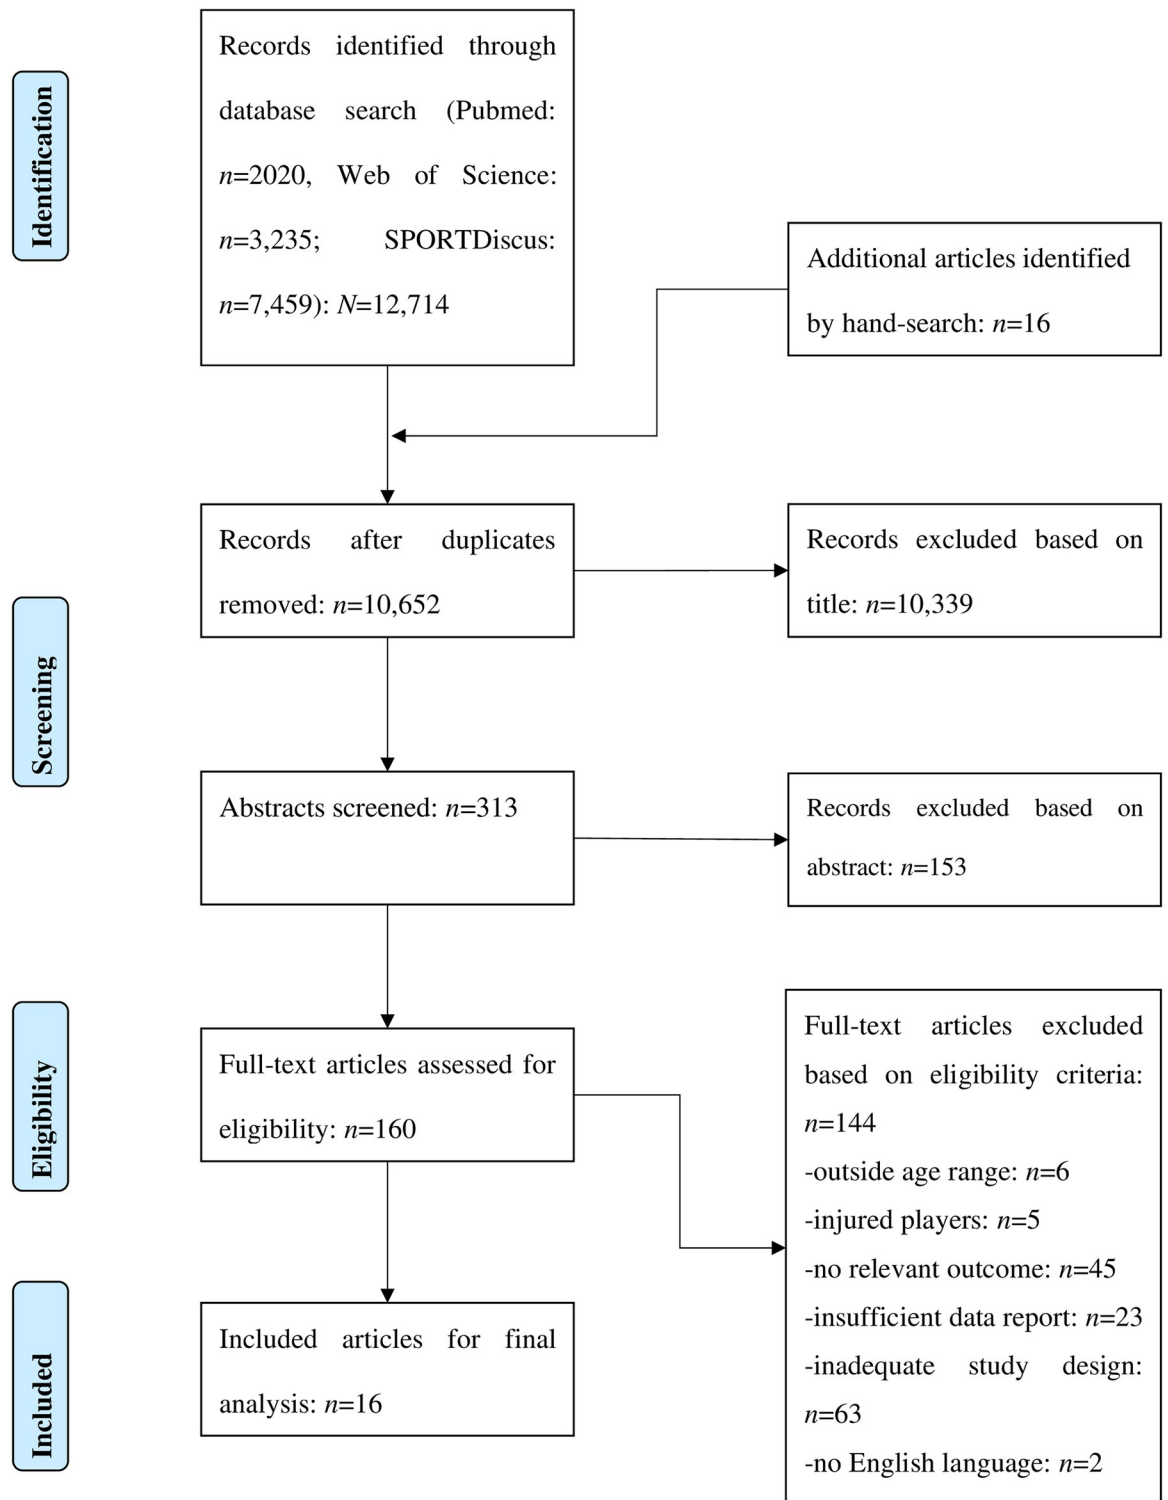 Identification
Records identified through
database search (Pubmed:
n=2020, Web of Science:
n=3,235; SPORTDiscus:
n=7,459): N=12,714
Additional articles identified
by hand-search: n=16
Screening
Records after duplicates
removed: n=10,652
Records excluded based on
title: n=10,339
Abstracts screened: n=313
Records excluded based on
abstract: n=153
Eligibility
Full-text articles assessed for
eligibility: n=160
Full-text articles excluded
based on eligibility criteria:
n=144
-outside age range: n=6
-injured players: n=5
-no relevant outcome: n=45
-insufficient data report: n=23
-inadequate study design:
n=63
-no English language: n=2
Included
Included articles for final
analysis: n=16